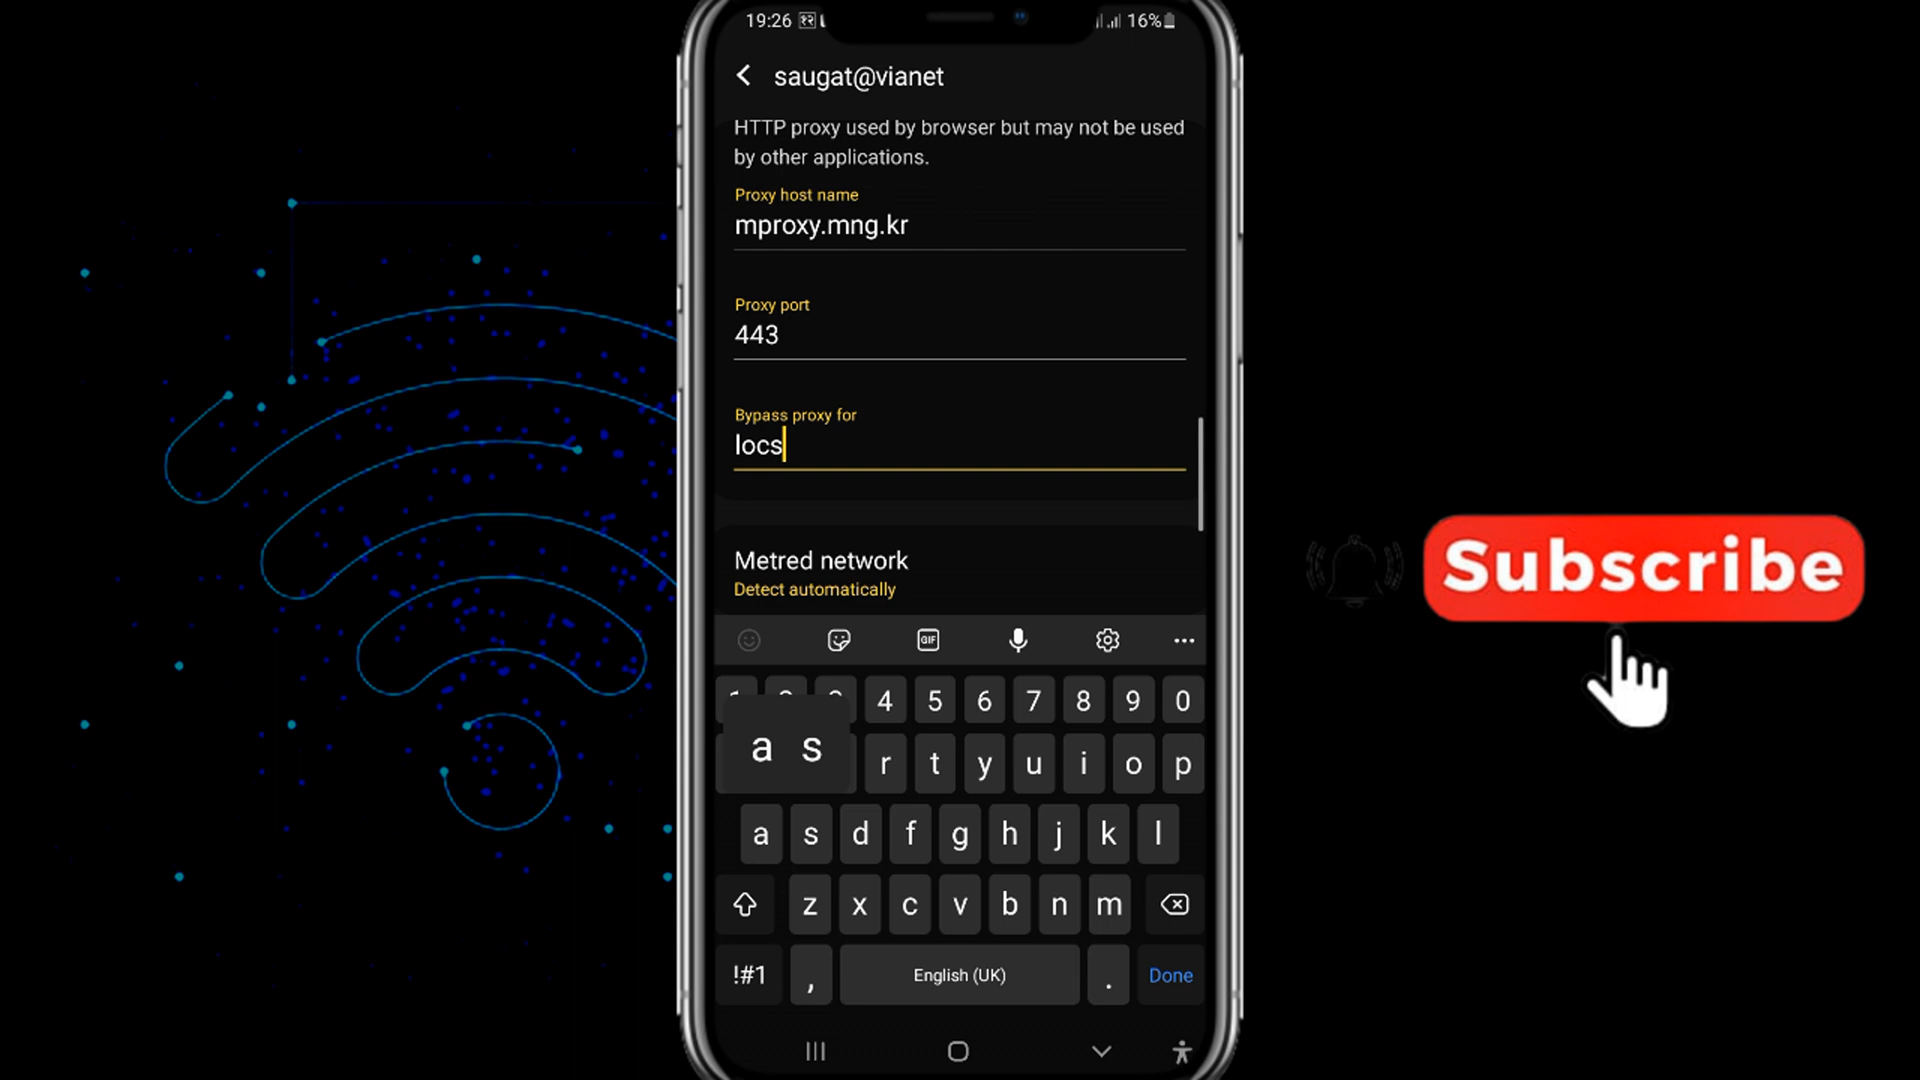 19:26
16%
saugat@vianet
HTTP proxy used by browser but may not be used
by other applications.
Proxy host name
mproxy.mng.kr
Proxy port
443
Bypass proxy for
locs
Metred network
Detect automatically
Subscribe
GIF
4 5 6 7 8 9 0
a s
r t y u i o p
a s d f g h j k l
z x c v b n m
!#1 , English (UK) . Done